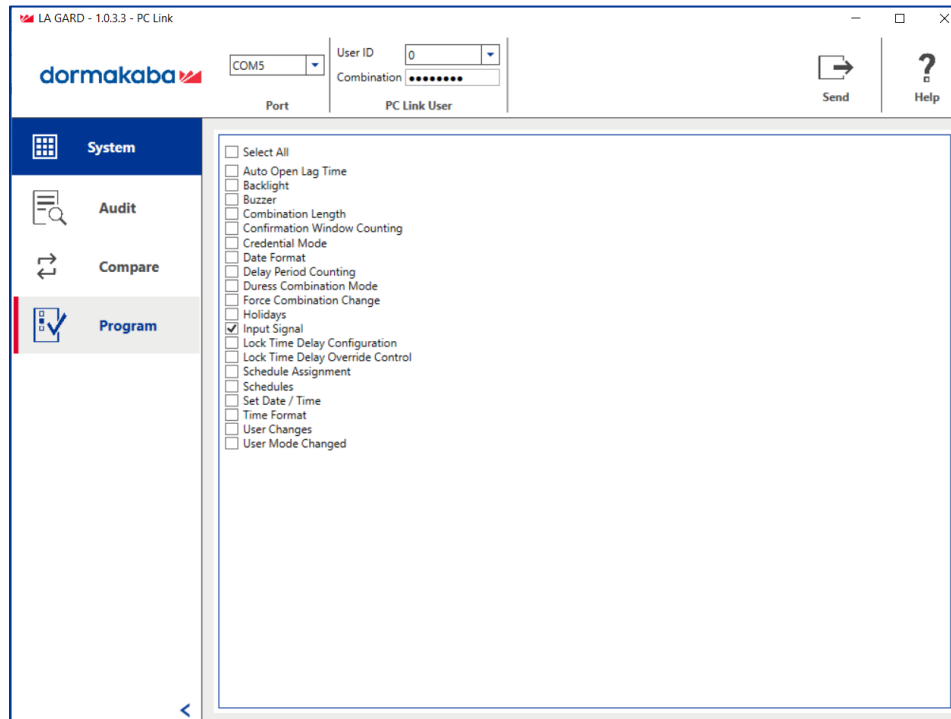 LA GARD - 1.0.3.3 - PC Link
dormakaba
COM5
Port
User ID
0
Combination
PC Link User
Send
?
Help
System
Audit
Compare
Program
Select All
Auto Open Lag Time
Backlight
Buzzer
Combination Length
Confirmation Window Counting
Credential Mode
Date Format
Delay Period Counting
Duress Combination Mode
Force Combination Change
Holidays
Input Signal
Lock Time Delay Configuration
Lock Time Delay Override Control
Schedule Assignment
Schedules
Set Date / Time
Time Format
User Changes
User Mode Changed